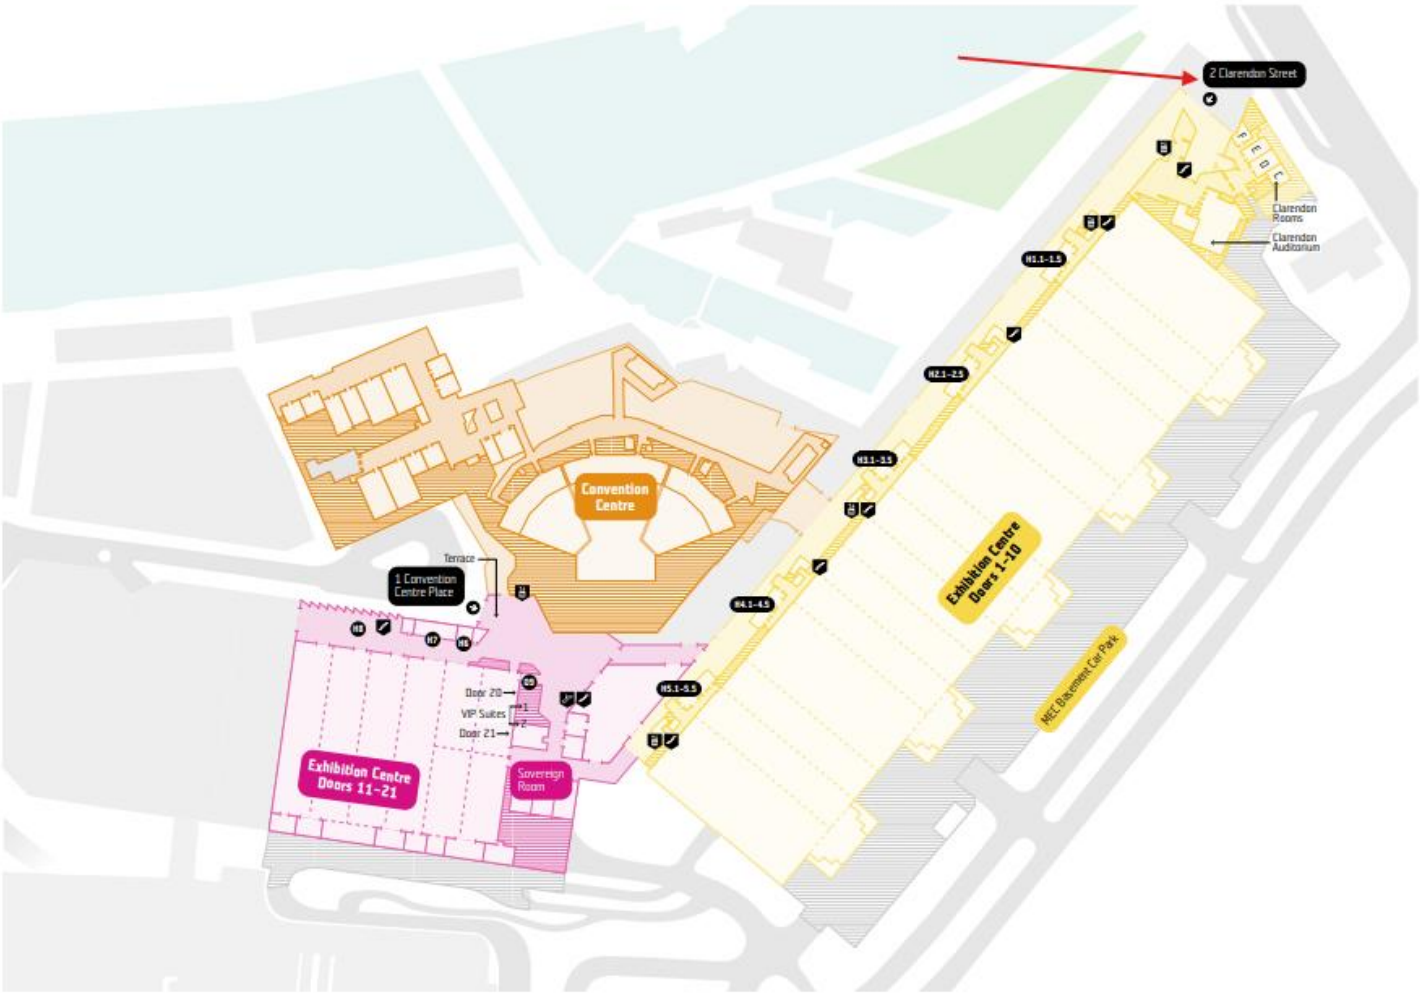 2 Clarendon Street
F
E
D
C
Clarendon
Rooms
Clarendon
Auditorium
H1.1-1.5
H2.1-2.5
H3.1-3.5
Convention
Centre
Exhibition Centre
Doors 1-10
Terrace
1 Convention
Centre Place
H4.1-4.5
H8
H7
H6
MEC Basement Car Park
Door 20
VIP Suites
1
2
Door 21
H5.1-5.5
Exhibition Centre
Doors 11-21
Sovereign
Room